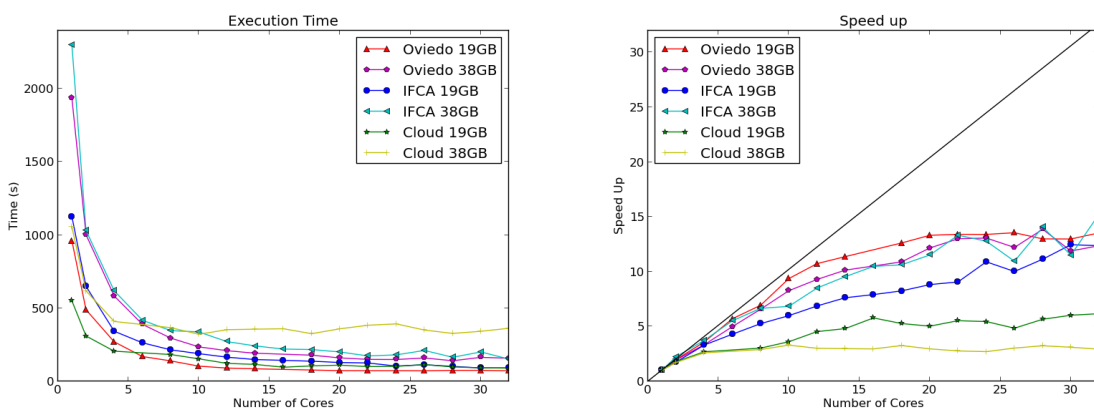 Execution Time
Time (s)
2000
1500
1000
500
0
Oviedo 19GB
Oviedo 38GB
IFCA 19GB
IFCA 38GB
Cloud 19GB
Cloud 38GB
0 5 10 15 20 25 30
Number of Cores
Speed up
Speed Up
30
25
20
15
10
5
0
Oviedo 19GB
Oviedo 38GB
IFCA 19GB
IFCA 38GB
Cloud 19GB
Cloud 38GB
0 5 10 15 20 25 30
Number of Cores